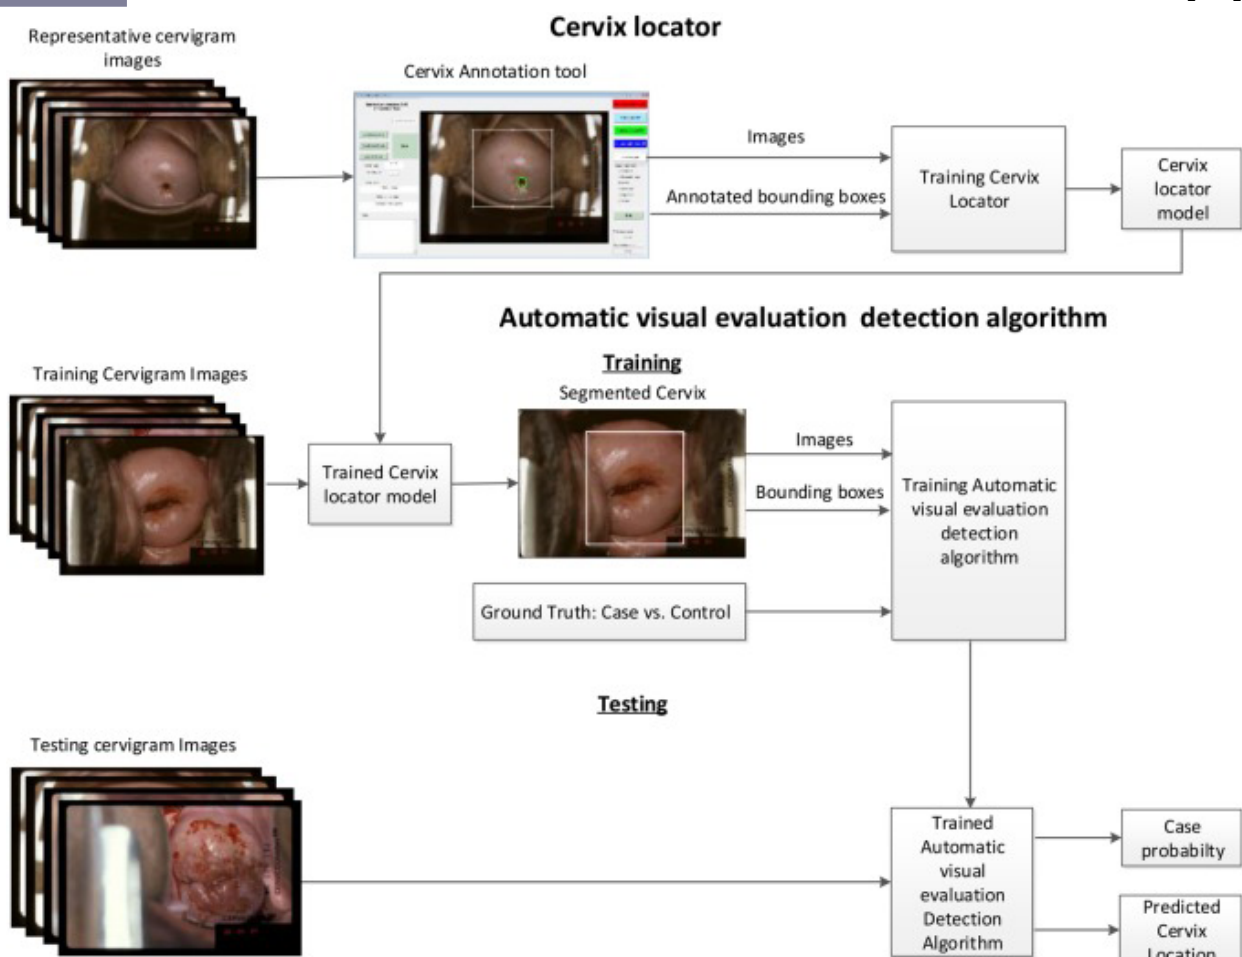 Cervix locator
Representative cervigram
images
Cervix Annotation tool
Images
Annotated bounding boxes
Training Cervix
Locator
Cervix
locator
model
Automatic visual evaluation detection algorithm
Training
Training Cervigram Images
Segmented Cervix
Trained Cervix
locator model
Images
Bounding boxes
Training Automatic
visual evaluation
detection
algorithm
Ground Truth: Case vs. Control
Testing
Testing cervigram Images
Trained
Automatic
visual
evaluation
Detection
Algorithm
Case
probabilty
Predicted
Cervix
Location